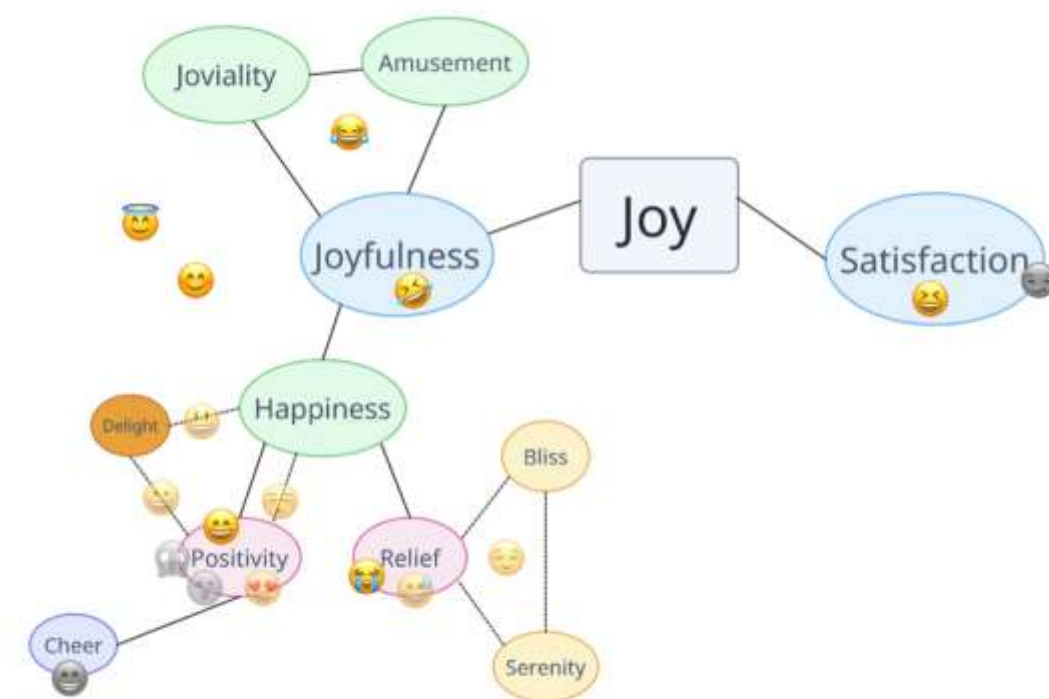 Joviality
Amusement
Joy
Joyfulness
Satisfaction
Happiness
Delight
Bliss
Positivity
Relief
Cheer
Serenity